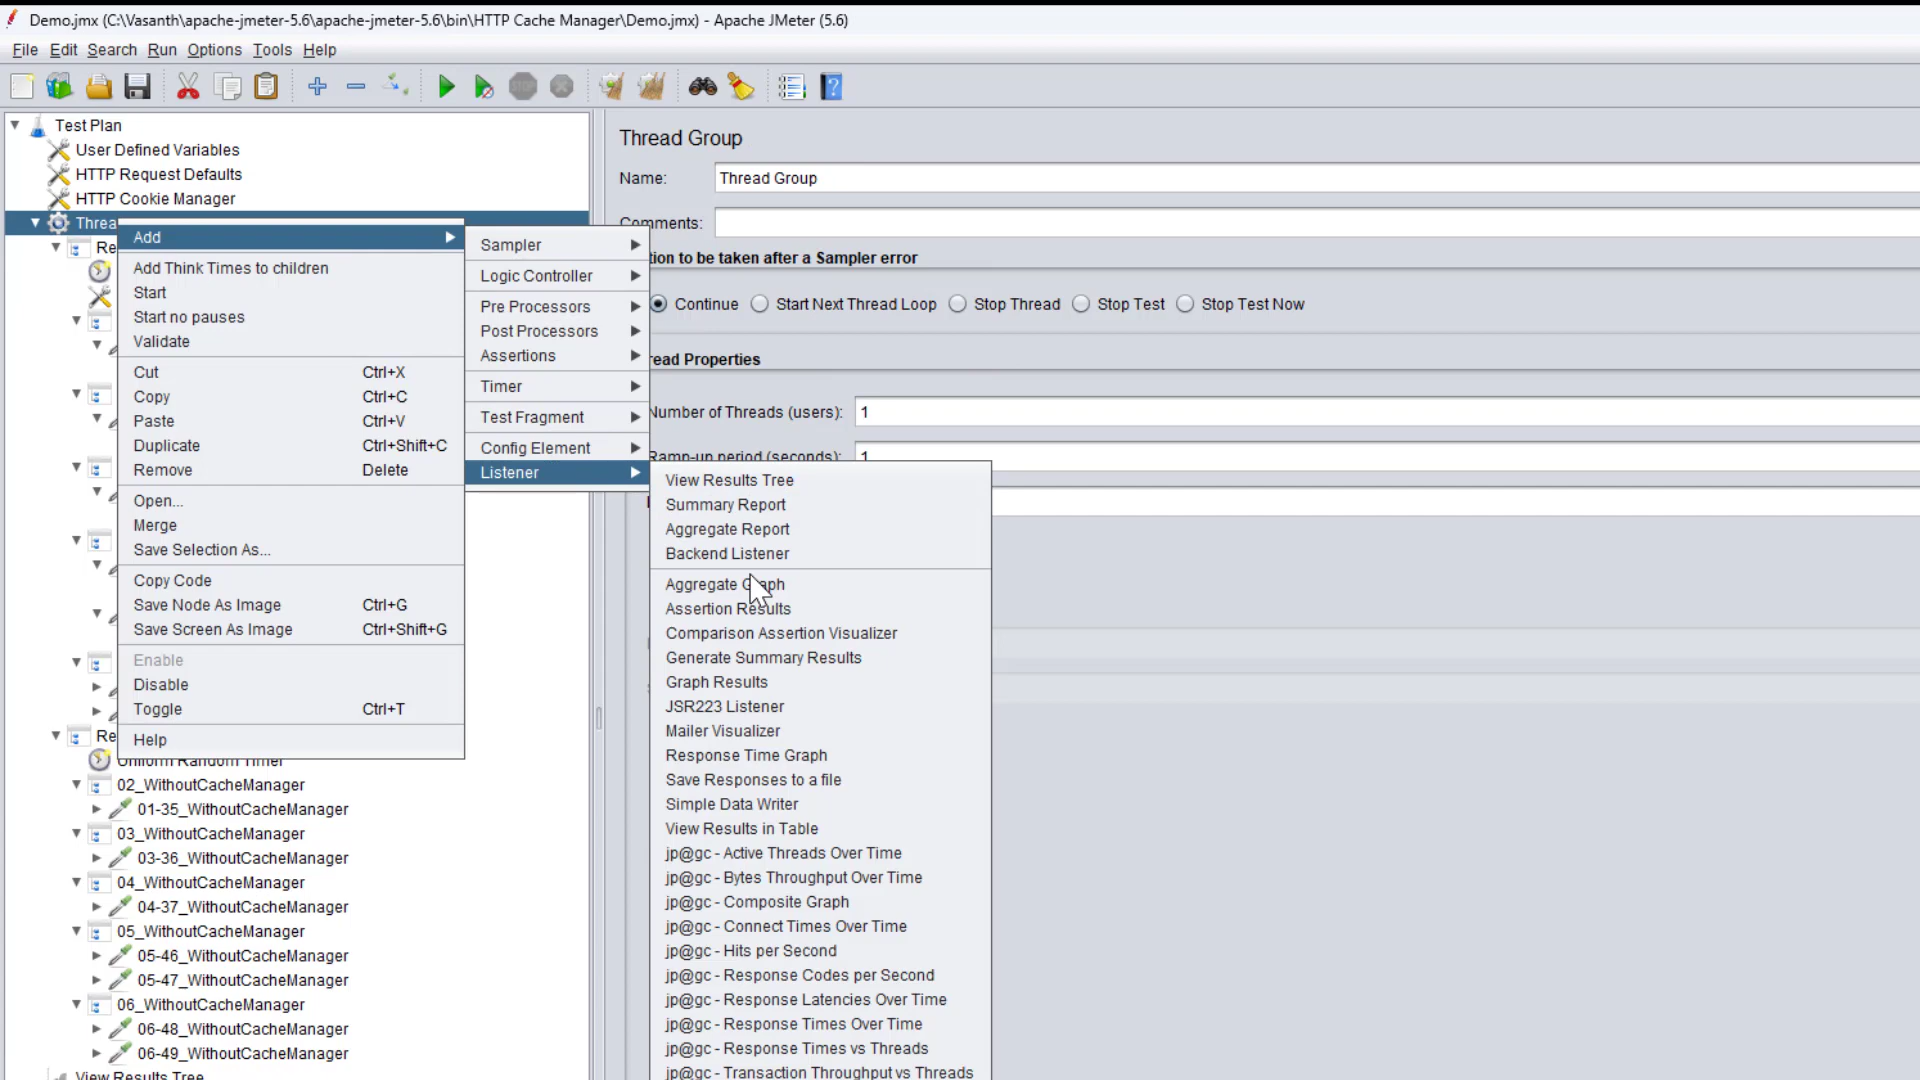 Demo.jmx (C:\Vasanth\apache-jmeter-5.6\apache-jmeter-5.6\bin\HTTP Cache Manager\Demo.jmx) - Apache JMeter (5.6)
File Edit Search Run Options Tools Help
Test Plan
User Defined Variables
HTTP Request Defaults
HTTP Cookie Manager
Threa
Re
Re
Uniform Random Timer
02_WithoutCacheManager
01-35_WithoutCacheManager
03_WithoutCacheManager
03-36_WithoutCacheManager
04_WithoutCacheManager
04-37_WithoutCacheManager
05_WithoutCacheManager
05-46_WithoutCacheManager
05-47_WithoutCacheManager
06_WithoutCacheManager
06-48_WithoutCacheManager
06-49_WithoutCacheManager
View Results Tree
Add
Add Think Times to children
Start
Start no pauses
Validate
Cut Ctrl+X
Copy Ctrl+C
Paste Ctrl+V
Duplicate Ctrl+Shift+C
Remove Delete
Open...
Merge
Save Selection As...
Copy Code
Save Node As Image Ctrl+G
Save Screen As Image Ctrl+Shift+G
Enable
Disable
Toggle Ctrl+T
Help
Sampler
Logic Controller
Pre Processors
Post Processors
Assertions
Timer
Test Fragment
Config Element
Listener
View Results Tree
Summary Report
Aggregate Report
Backend Listener
Aggregate Graph
Assertion Results
Comparison Assertion Visualizer
Generate Summary Results
Graph Results
JSR223 Listener
Mailer Visualizer
Response Time Graph
Save Responses to a file
Simple Data Writer
View Results in Table
jp@gc - Active Threads Over Time
jp@gc - Bytes Throughput Over Time
jp@gc - Composite Graph
jp@gc - Connect Times Over Time
jp@gc - Hits per Second
jp@gc - Response Codes per Second
jp@gc - Response Latencies Over Time
jp@gc - Response Times Over Time
jp@gc - Response Times vs Threads
jp@gc - Transaction Throughput vs Threads
Thread Group
Name: Thread Group
Comments:
tion to be taken after a Sampler error
Continue Start Next Thread Loop Stop Thread Stop Test Stop Test Now
read Properties
Number of Threads (users): 1
Ramp-up period (seconds): 1